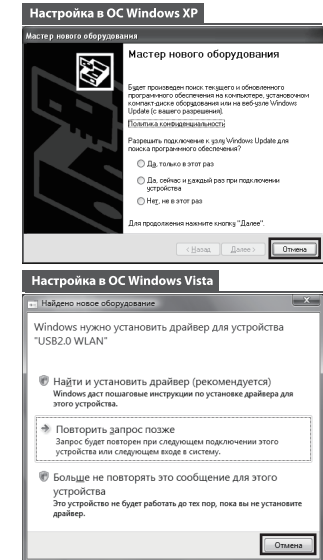 Настройка в ОС Windows XP
Мастер нового оборудования
Мастер нового оборудования
Будет произведен поиск текущего и обновленного
программного обеспечения на компьютере, установочном
компакт-диске оборудования или на веб-узле Windows
Update (с вашего разрешения).
Политика конфиденциальности
Разрешить подключение к узлу Windows Update для
поиска программного обеспечения?
Да, только в этот раз
Да, сейчас и каждый раз при подключении
устройства
Нет, не в этот раз
Для продолжения нажмите кнопку "Далее".
< Назад
Далее >
Отмена
Настройка в ОС Windows Vista
Найдено новое оборудование
Windows нужно установить драйвер для устройства
"USB2.0 WLAN"
Найти и установить драйвер (рекомендуется)
Windows даст пошаговые инструкции по установке драйвера для
этого устройства.
Повторить запрос позже
Запрос будет повторен при следующем подключении этого
устройства или следующем входе в систему.
Больше не повторять это сообщение для этого
устройства
Это устройство не будет работать до тех пор, пока вы не установите
драйвер.
Отмена